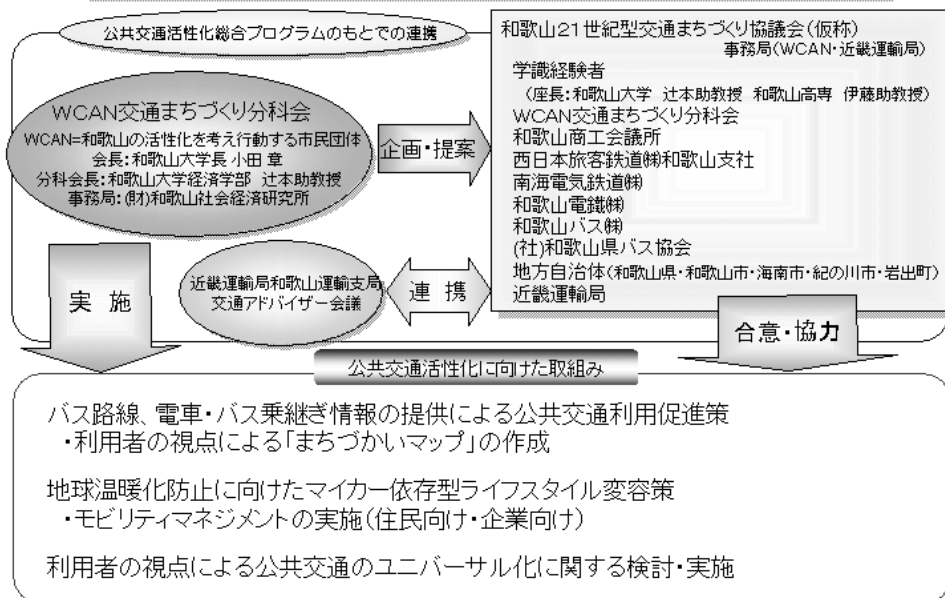 公共交通活性化総合プログラムのもとでの連携
WCAN交通まちづくり分科会
WCAN=和歌山の活性化を考え行動する市民団体
会長:和歌山大学長 小田 章
分科会長:和歌山大学経済学部 辻本助教授
事務局:(財)和歌山社会経済研究所
企画・提案
和歌山21世紀型交通まちづくり協議会(仮称)
事務局(WCAN・近畿運輸局)
学識経験者
(座長:和歌山大学 辻本助教授 和歌山高専 伊藤助教授)
WCAN交通まちづくり分科会
和歌山商工会議所
西日本旅客鉄道㈱和歌山支社
南海電気鉄道㈱
和歌山電鐵㈱
和歌山バス㈱
(社)和歌山県バス協会
地方自治体(和歌山県・和歌山市・海南市・紀の川市・岩出町)
近畿運輸局
実 施
近畿運輸局和歌山運輸支局
交通アドバイザー会議
連 携
合意・協力
公共交通活性化に向けた取組み
バス路線、電車・バス乗継ぎ情報の提供による公共交通利用促進策
・利用者の視点による「まちづかいマップ」の作成
地球温暖化防止に向けたマイカー依存型ライフスタイル変容策
・モビリティマネジメントの実施(住民向け・企業向け)
利用者の視点による公共交通のユニバーサル化に関する検討・実施